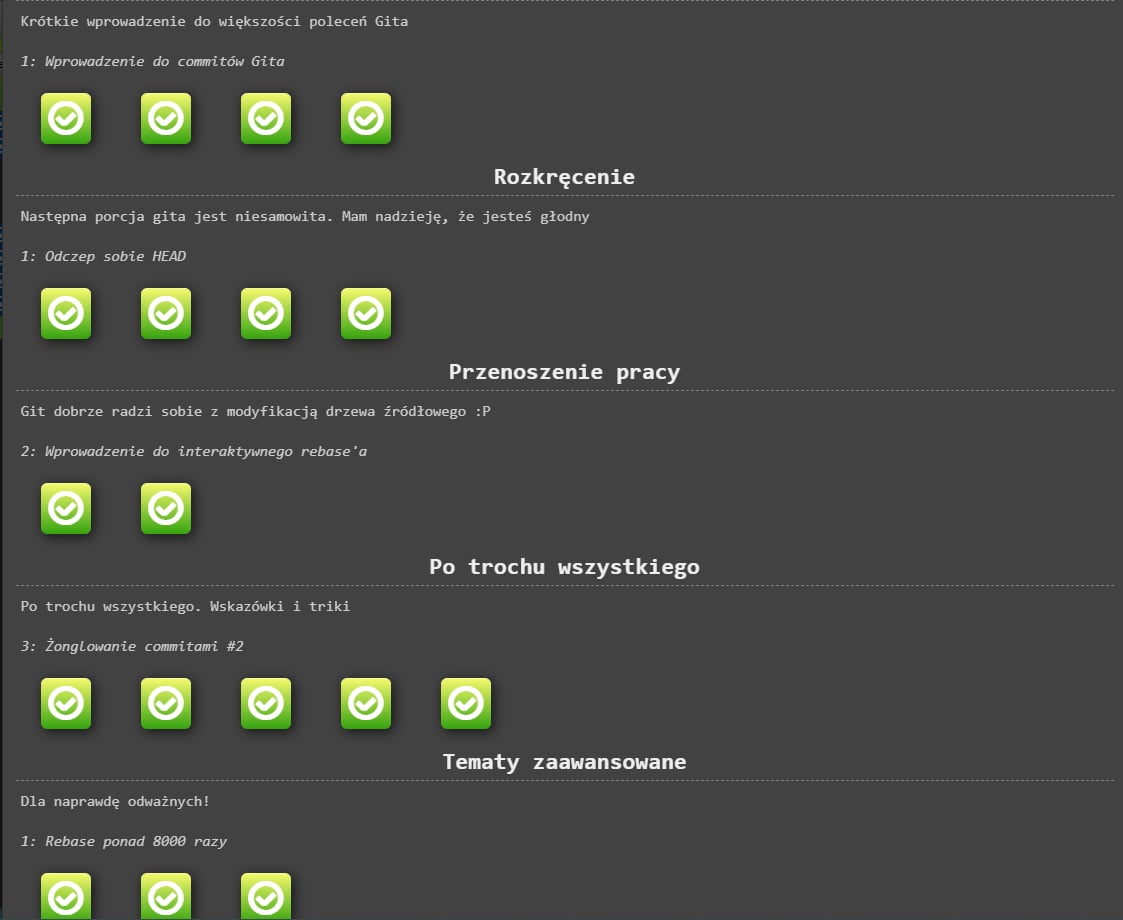 Krótkie wprowadzenie do większości poleceń Gita
1: Wprowadzenie do commitów Gita
Rozkręcenie
Następna porcja gita jest niesamowita. Mam nadzieję, że jesteś głodny
1: Odczep sobie HEAD
Przenoszenie pracy
Git dobrze radzi sobie z modyfikacją drzewa źródłowego :P
2: Wprowadzenie do interaktywnego rebase'a
Po trochu wszystkiego
Po trochu wszystkiego. Wskazówki i triki
3: Żonglowanie commitami #2
Tematy zaawansowane
Dla naprawdę odważnych!
1: Rebase ponad 8000 razy